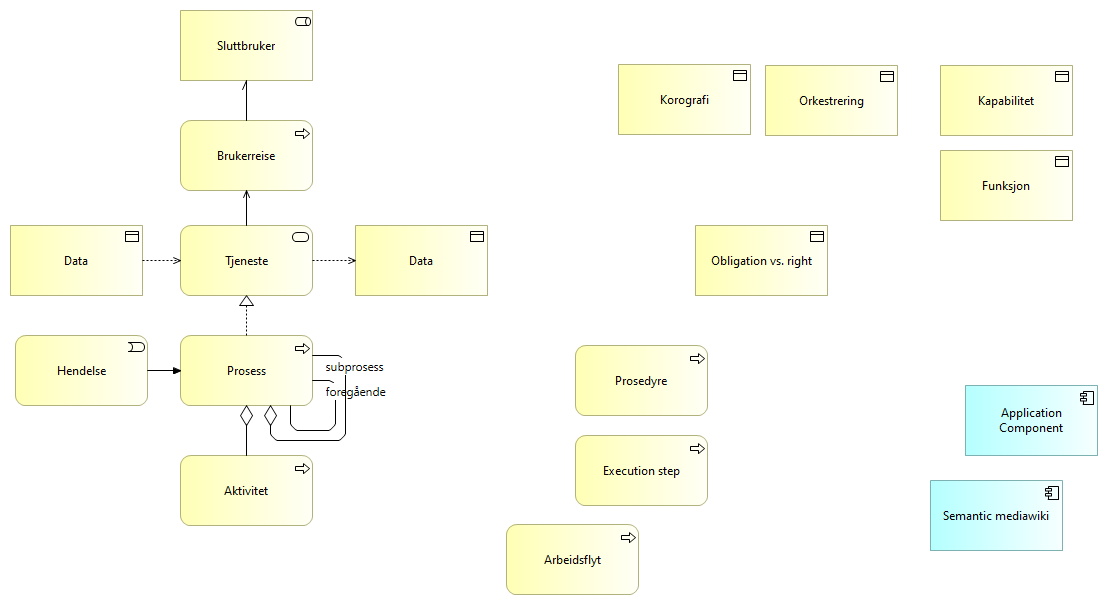 Sluttbruker
Korografi
Orkestrering
Kapabilitet
Brukerreise
Funksjon
Data
Tjeneste
Data
Obligation vs. right
Hendelse
Prosess
subprosess
foregående
Prosedyre
Application
Component
Execution step
Aktivitet
Semantic mediawiki
Arbeidsflyt